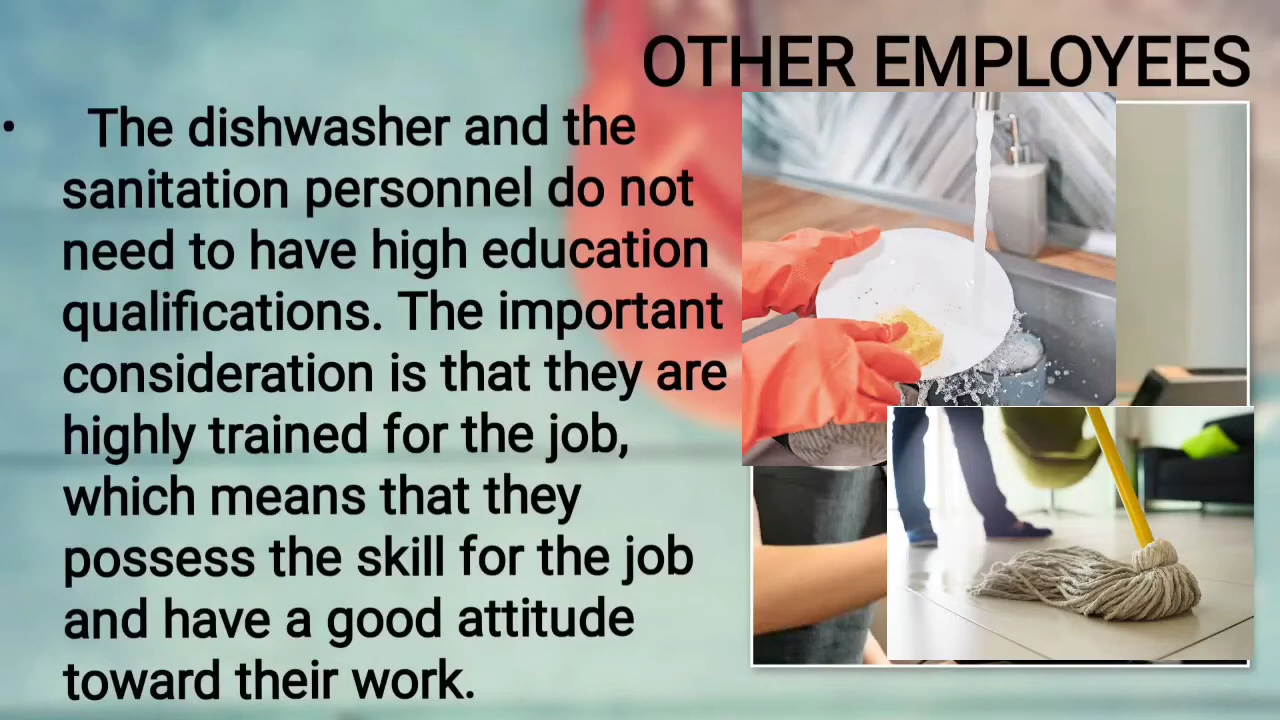 OTHER EMPLOYEES
• The dishwasher and the
sanitation personnel do not
need to have high education
qualifications. The important
consideration is that they are
highly trained for the job,
which means that they
possess the skill for the job
and have a good attitude
toward their work.